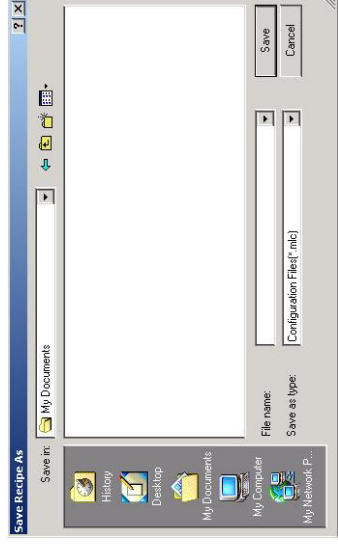 Save Recipe As
Save in:
My Documents
History
Desktop
My Documents
My Computer
My Network P...
File name:
Save
Save as type:
Configuration Files(*.mlc)
Cancel